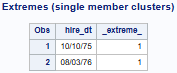 Extremes (single member clusters)
Obs hire_dt _extreme_
1 10/10/75 1
2 08/03/76 1